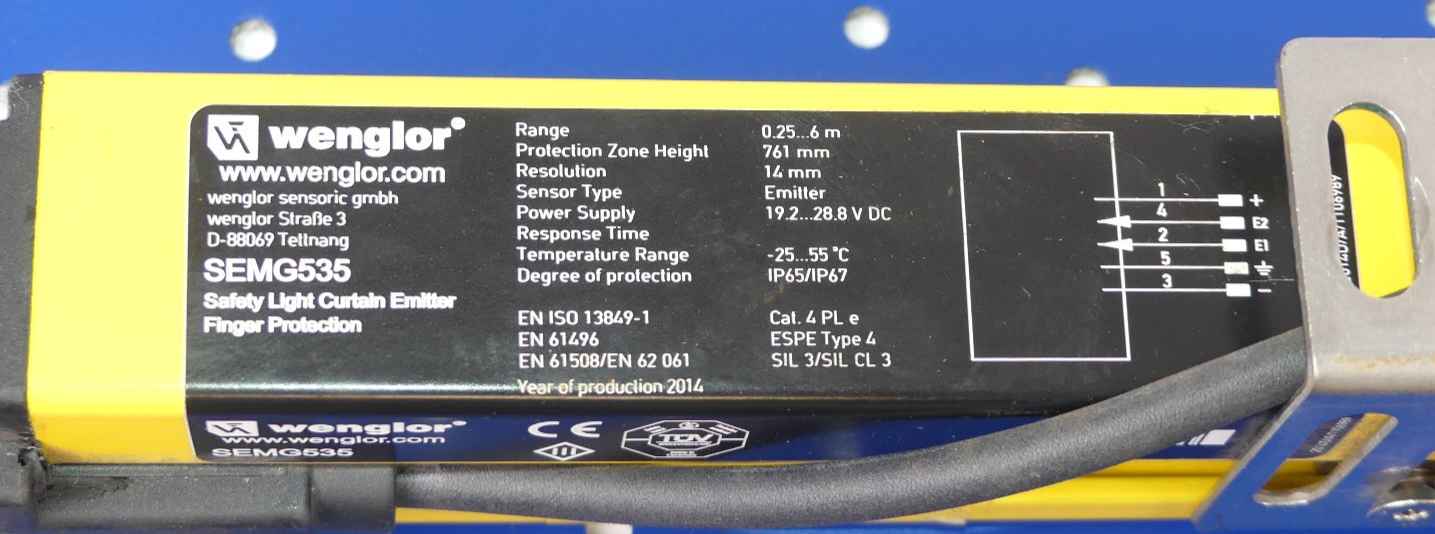 wenglor®
www.wenglor.com
wenglor sensoric gmbh
wenglor Straße 3
D-88069 Tettnang
SEMG535
Safety Light Curtain Emitter
Finger Protection
Range 0.25...6 m
Protection Zone Height 761 mm
Resolution 14 mm
Sensor Type Emitter
Power Supply 19.2...28.8 V DC
Response Time
Temperature Range -25...55 °C
Degree of protection IP65/IP67
EN ISO 13849-1 Cat. 4 PL e
EN 61496 ESPE Type 4
EN 61508/EN 62 061 SIL 3/SIL CL 3
Year of production 2014
1 +
4 E2
2 E1
5
3 −
wenglor®
www.wenglor.com
SEMG535
CE
III
TÜV